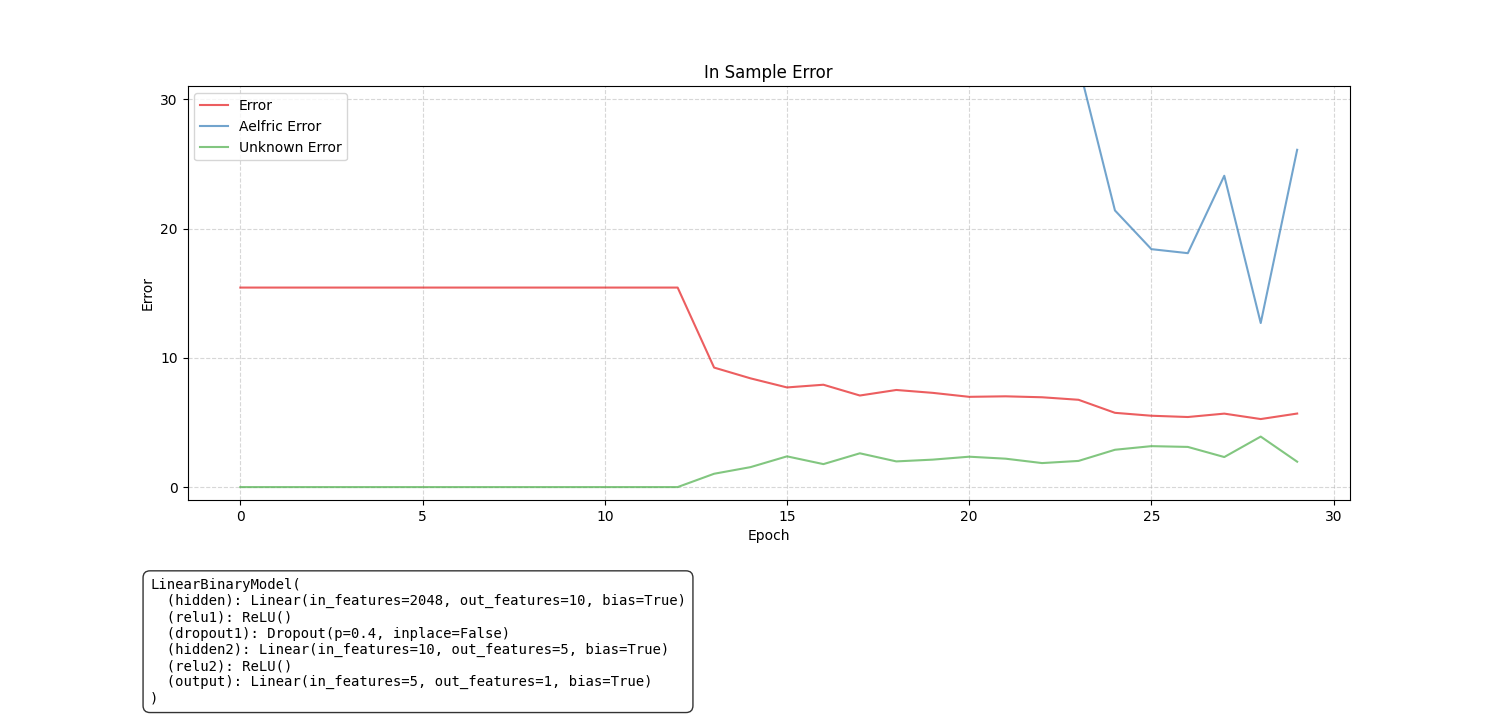 In Sample Error
Error
Aelfric Error
Unknown Error
30
20
10
0
Error
0 5 10 15 20 25 30
Epoch
LinearBinaryModel(
  (hidden): Linear(in_features=2048, out_features=10, bias=True)
  (relu1): ReLU()
  (dropout1): Dropout(p=0.4, inplace=False)
  (hidden2): Linear(in_features=10, out_features=5, bias=True)
  (relu2): ReLU()
  (output): Linear(in_features=5, out_features=1, bias=True)
)